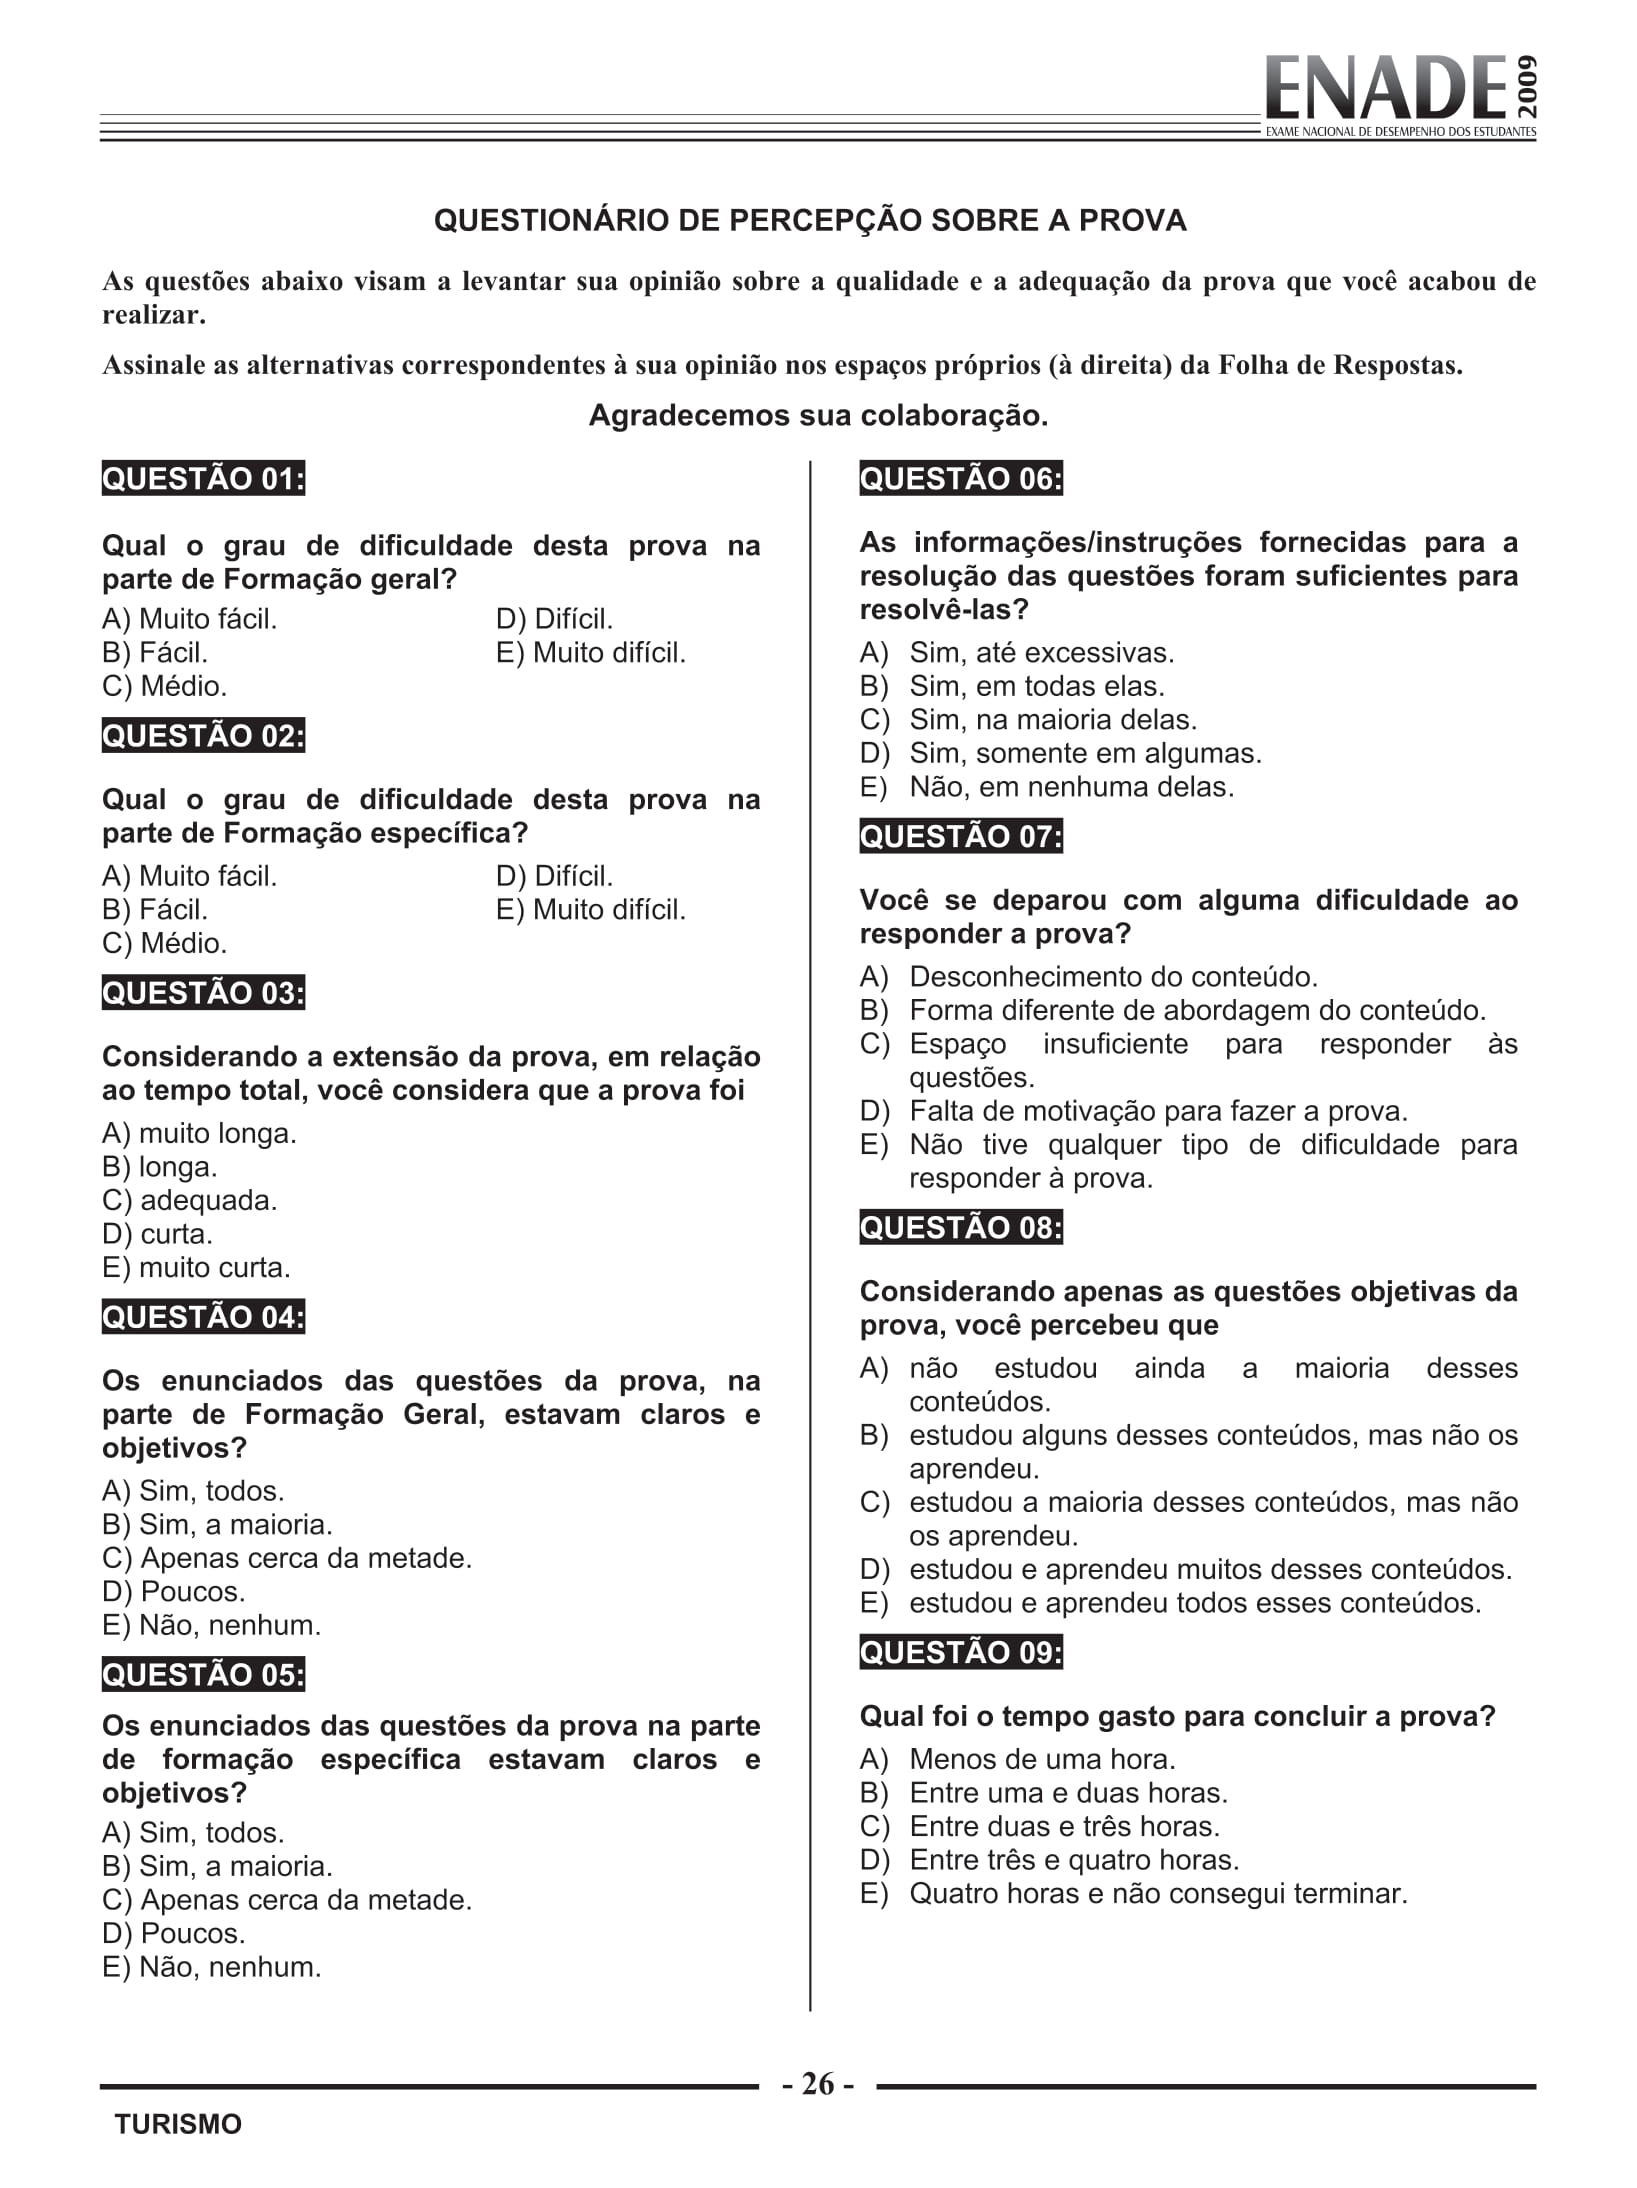 ENADE 2009
EXAME NACIONAL DE DESEMPENHO DOS ESTUDANTES
QUESTIONÁRIO DE PERCEPÇÃO SOBRE A PROVA
As questões abaixo visam a levantar sua opinião sobre a qualidade e a adequação da prova que você acabou de
realizar.
Assinale as alternativas correspondentes à sua opinião nos espaços próprios (à direita) da Folha de Respostas.
Agradecemos sua colaboração.
QUESTÃO 01:
Qual o grau de dificuldade desta prova na
parte de Formação geral?
A) Muito fácil.
B) Fácil.
C) Médio.
D) Difícil.
E) Muito difícil.
QUESTÃO 02:
Qual o grau de dificuldade desta prova na
parte de Formação específica?
A) Muito fácil.
B) Fácil.
C) Médio.
D) Difícil.
E) Muito difícil.
QUESTÃO 03:
Considerando a extensão da prova, em relação
ao tempo total, você considera que a prova foi
A) muito longa.
B) longa.
C) adequada.
D) curta.
E) muito curta.
QUESTÃO 04:
Os enunciados das questões da prova, na
parte de Formação Geral, estavam claros e
objetivos?
A) Sim, todos.
B) Sim, a maioria.
C) Apenas cerca da metade.
D) Poucos.
E) Não, nenhum.
QUESTÃO 05:
Os enunciados das questões da prova na parte
de formação específica estavam claros e
objetivos?
A) Sim, todos.
B) Sim, a maioria.
C) Apenas cerca da metade.
D) Poucos.
E) Não, nenhum.
QUESTÃO 06:
As informações/instruções fornecidas para a
resolução das questões foram suficientes para
resolvê-las?
A) Sim, até excessivas.
B) Sim, em todas elas.
C) Sim, na maioria delas.
D) Sim, somente em algumas.
E) Não, em nenhuma delas.
QUESTÃO 07:
Você se deparou com alguma dificuldade ao
responder a prova?
A) Desconhecimento do conteúdo.
B) Forma diferente de abordagem do conteúdo.
C) Espaço insuficiente para responder às
questões.
D) Falta de motivação para fazer a prova.
E) Não tive qualquer tipo de dificuldade para
responder à prova.
QUESTÃO 08:
Considerando apenas as questões objetivas da
prova, você percebeu que
A) não estudou ainda a maioria desses
conteúdos.
B) estudou alguns desses conteúdos, mas não os
aprendeu.
C) estudou a maioria desses conteúdos, mas não
os aprendeu.
D) estudou e aprendeu muitos desses conteúdos.
E) estudou e aprendeu todos esses conteúdos.
QUESTÃO 09:
Qual foi o tempo gasto para concluir a prova?
A) Menos de uma hora.
B) Entre uma e duas horas.
C) Entre duas e três horas.
D) Entre três e quatro horas.
E) Quatro horas e não consegui terminar.
- 26 -
TURISMO